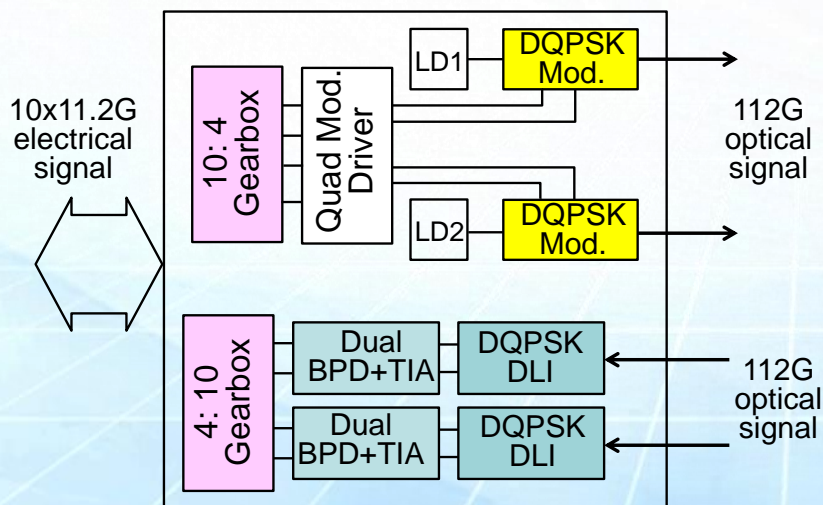 10x11.2G
electrical
signal
10: 4
Gearbox
Quad Mod.
Driver
LD1
DQPSK
Mod.
LD2
DQPSK
Mod.
112G
optical
signal
4: 10
Gearbox
Dual
BPD+TIA
DQPSK
DLI
Dual
BPD+TIA
DQPSK
DLI
112G
optical
signal